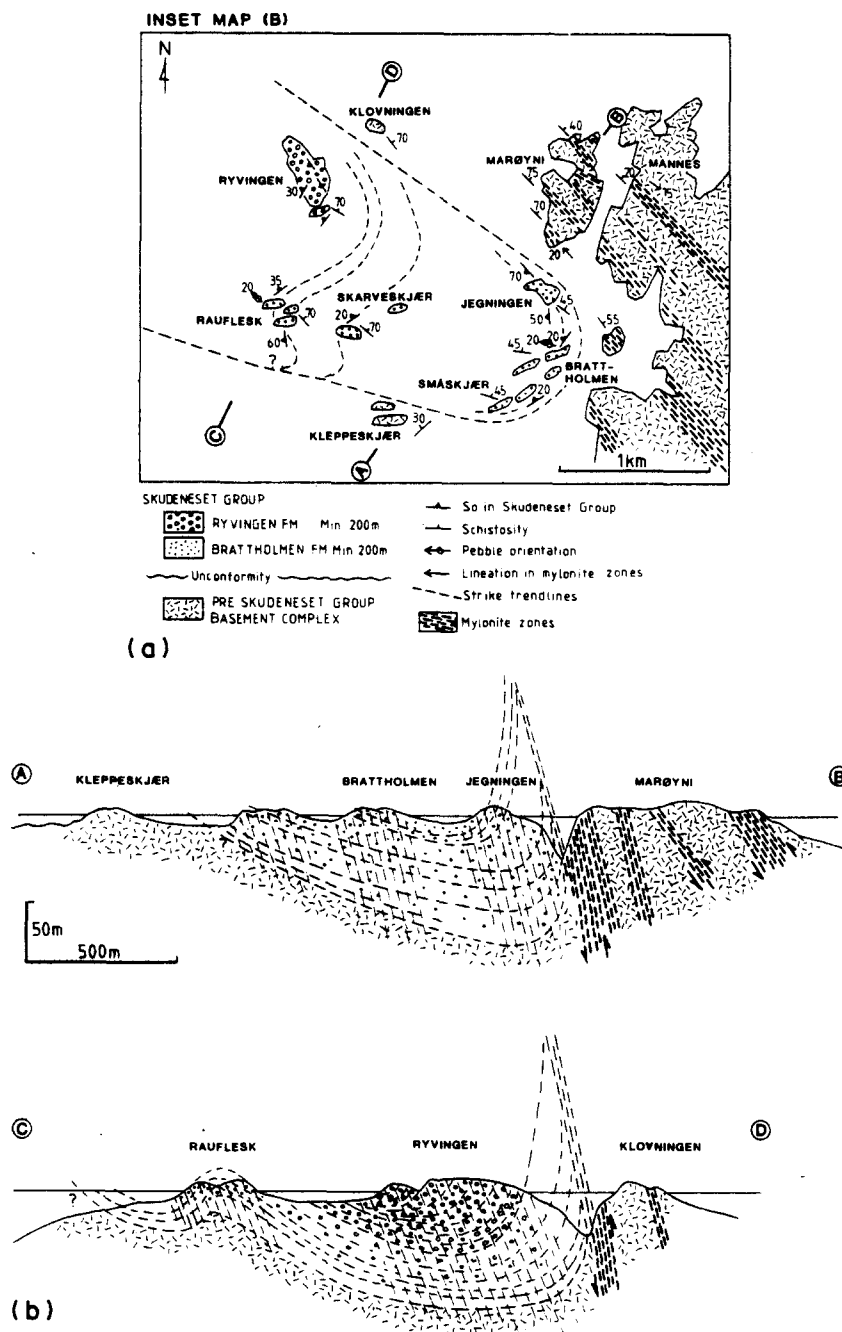 INSET MAP (B)
N
D
KLOVNINGEN
70
40
B
MARØYNI
MANNES
75
70
75
70
20
RYVINGEN
30
70
35
20
RAUFLESK
70
60
?
SKARVESKJÆR
20
70
70
JEGNINGEN
45
50
20
20
45
55
SMÅSKJÆR
BRATT-
HOLMEN
45
20
KLEPPESKJÆR
30
C
A
1km
SKUDENESET GROUP
RYVINGEN FM Min 200m
BRATTHOLMEN FM Min 200m
Unconformity
PRE SKUDENESET GROUP
BASEMENT COMPLEX
So in Skudeneset Group
Schistosity
Pebble orientation
Lineation in mylonite zones
Strike trendlines
Mylonite zones
(a)
A
KLEPPESKJÆR
BRATTHOLMEN
JEGNINGEN
MARØYNI
B
50m
500m
C
RAUFLESK
RYVINGEN
KLOVNINGEN
D
?
(b)